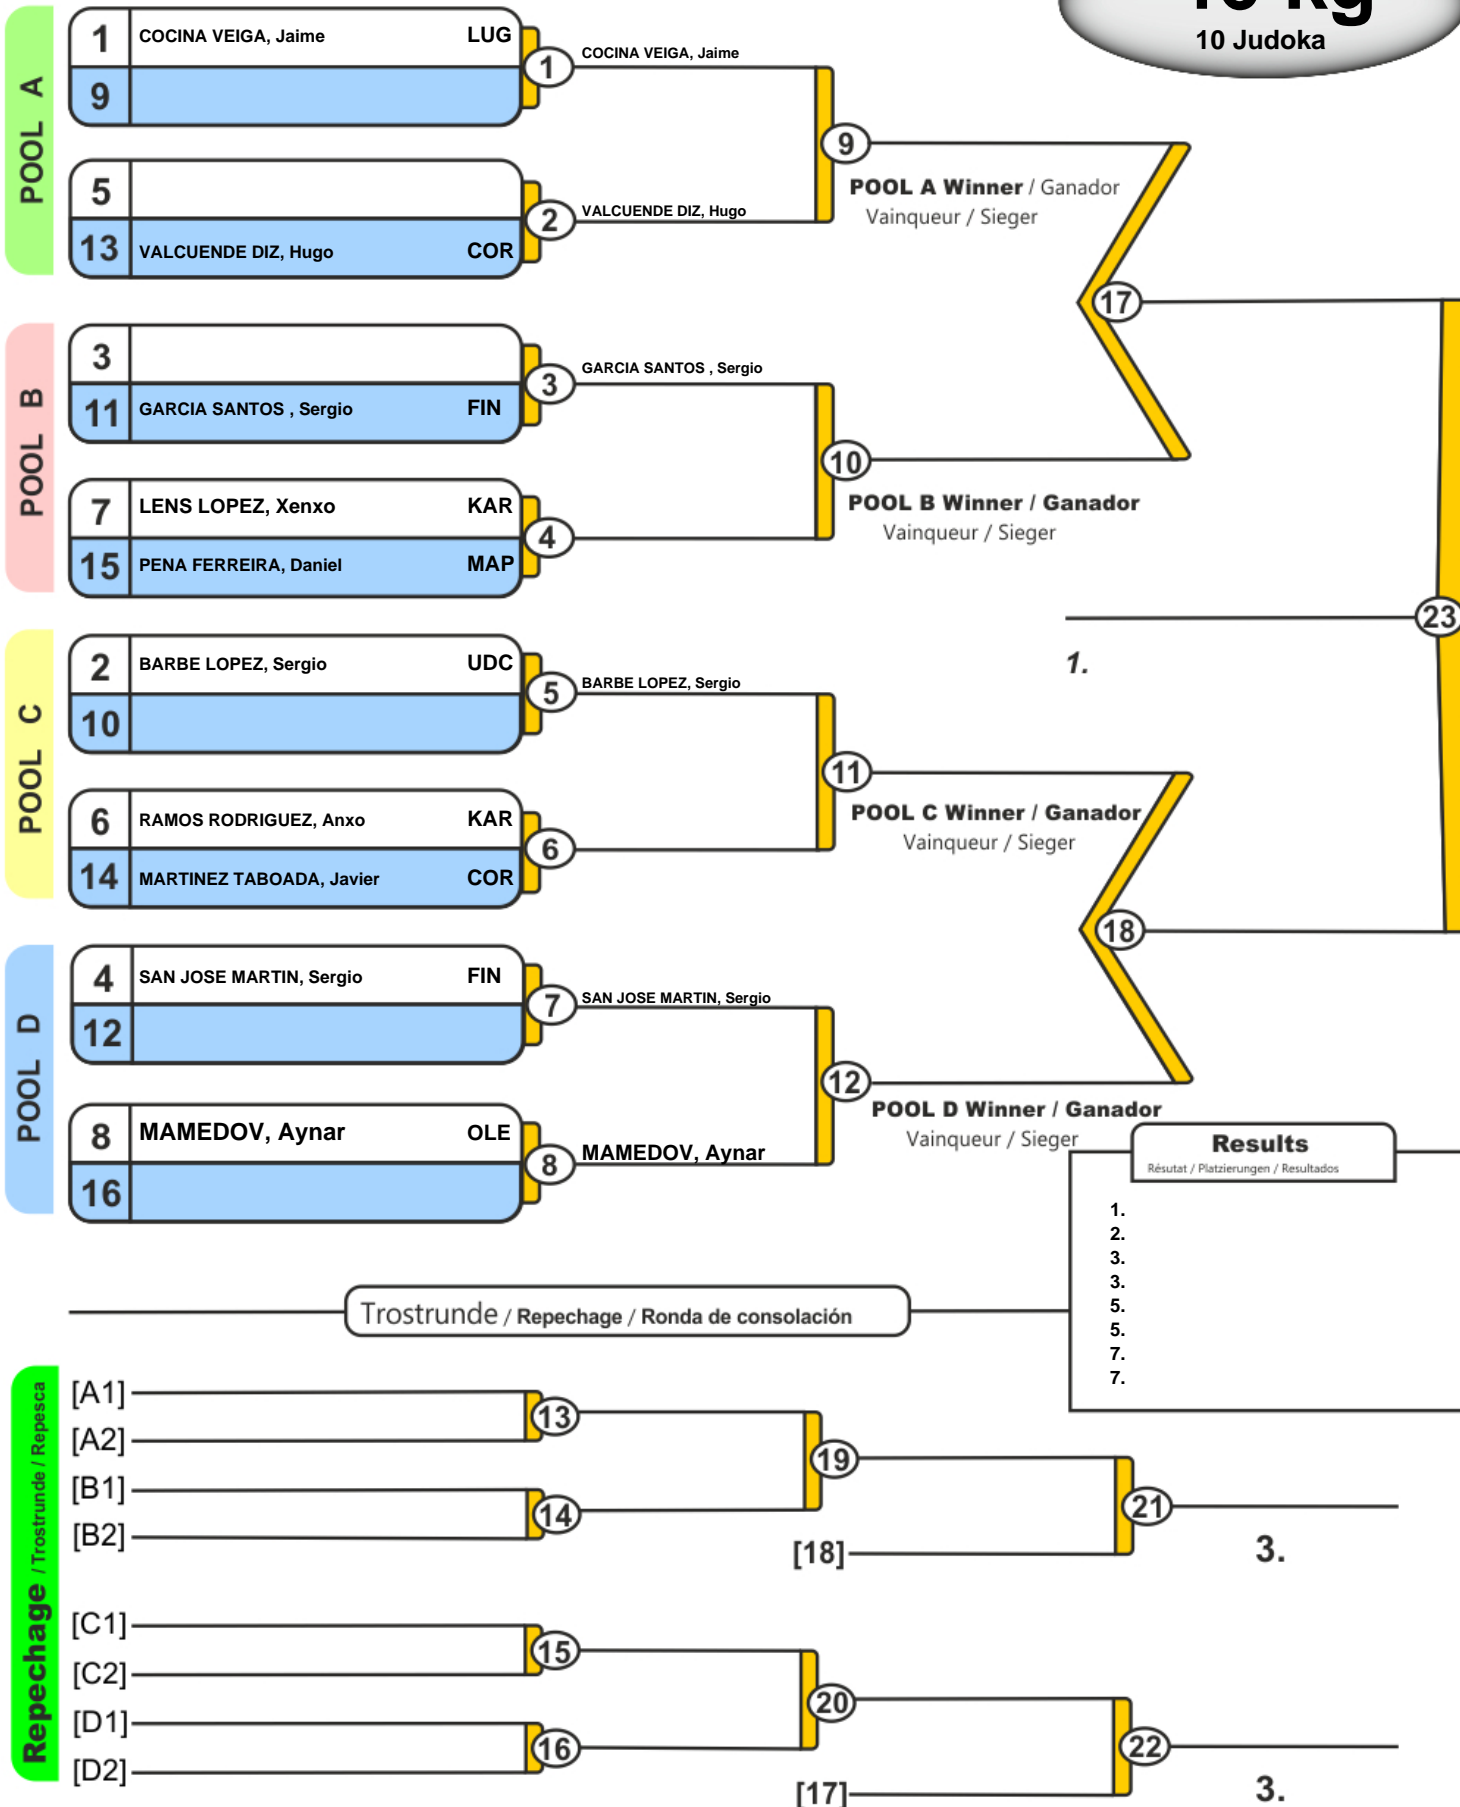 10 Judoka
POOL A
1 COCINA VEIGA, Jaime LUG
9
1 COCINA VEIGA, Jaime
5
13 VALCUENDE DIZ, Hugo COR
2 VALCUENDE DIZ, Hugo
9
POOL A Winner / Ganador
Vainqueur / Sieger
17
POOL B
3
11 GARCIA SANTOS , Sergio FIN
3 GARCIA SANTOS , Sergio
7 LENS LOPEZ, Xenxo KAR
15 PENA FERREIRA, Daniel MAP
4
10
POOL B Winner / Ganador
Vainqueur / Sieger
23
1.
POOL C
2 BARBE LOPEZ, Sergio UDC
10
5 BARBE LOPEZ, Sergio
6 RAMOS RODRIGUEZ, Anxo KAR
14 MARTINEZ TABOADA, Javier COR
6
11
POOL C Winner / Ganador
Vainqueur / Sieger
18
POOL D
4 SAN JOSE MARTIN, Sergio FIN
12
7 SAN JOSE MARTIN, Sergio
8 MAMEDOV, Aynar OLE
16
8 MAMEDOV, Aynar
12
POOL D Winner / Ganador
Vainqueur / Sieger
Results
Résutat / Platzierungen / Resultados
1.
2.
3.
3.
5.
5.
7.
7.
Trostrunde / Repechage / Ronda de consolación
Repechage / Trostrunde / Repesca
[A1]
[A2]
13
[B1]
[B2]
14
19
[18]
21
3.
[C1]
[C2]
15
[D1]
[D2]
16
20
[17]
22
3.